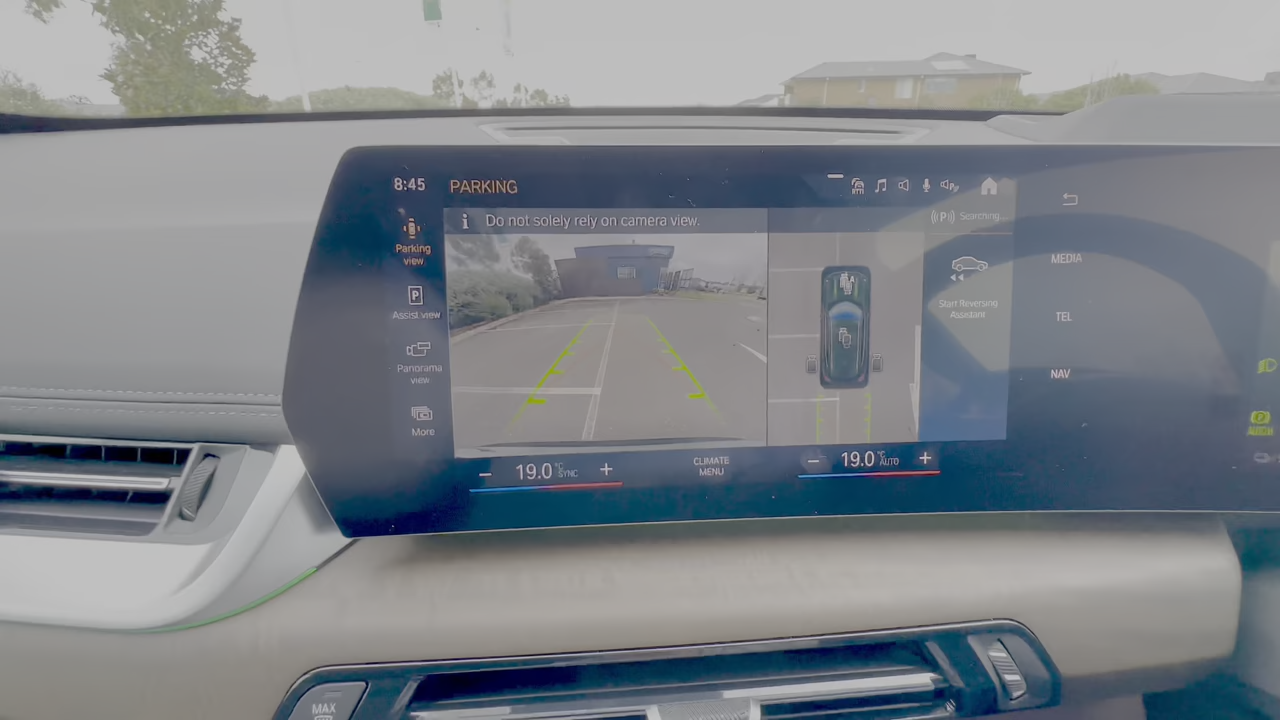 8:45
PARKING
Do not solely rely on camera view.
(P) Searching...
Parking
view
P
Assist view
Panorama
view
More
Start Reversing
Assistant
MEDIA
TEL
NAV
- 19.0 °C SYNC +
CLIMATE
MENU
- 19.0 °C AUTO +
MAX